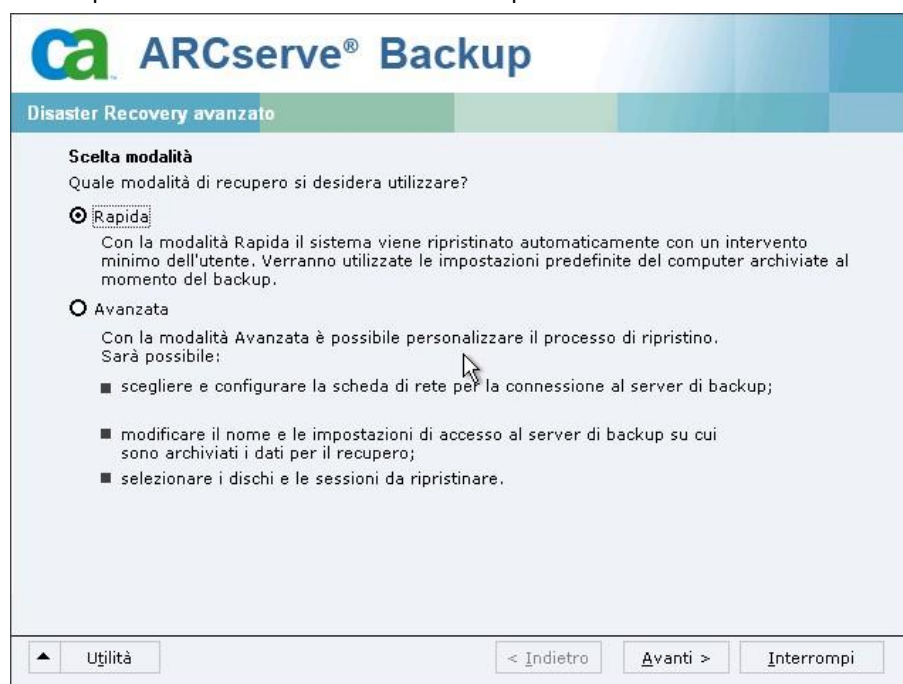 ca ARCserve® Backup
Disaster Recovery avanzato
Scelta modalità
Quale modalità di recupero si desidera utilizzare?
Rapida
Con la modalità Rapida il sistema viene ripristinato automaticamente con un intervento
minimo dell'utente. Verranno utilizzate le impostazioni predefinite del computer archiviate al
momento del backup.
Avanzata
Con la modalità Avanzata è possibile personalizzare il processo di ripristino.
Sarà possibile:
scegliere e configurare la scheda di rete per la connessione al server di backup;
modificare il nome e le impostazioni di accesso al server di backup su cui
sono archiviati i dati per il recupero;
selezionare i dischi e le sessioni da ripristinare.
Utilità < Indietro Avanti > Interrompi